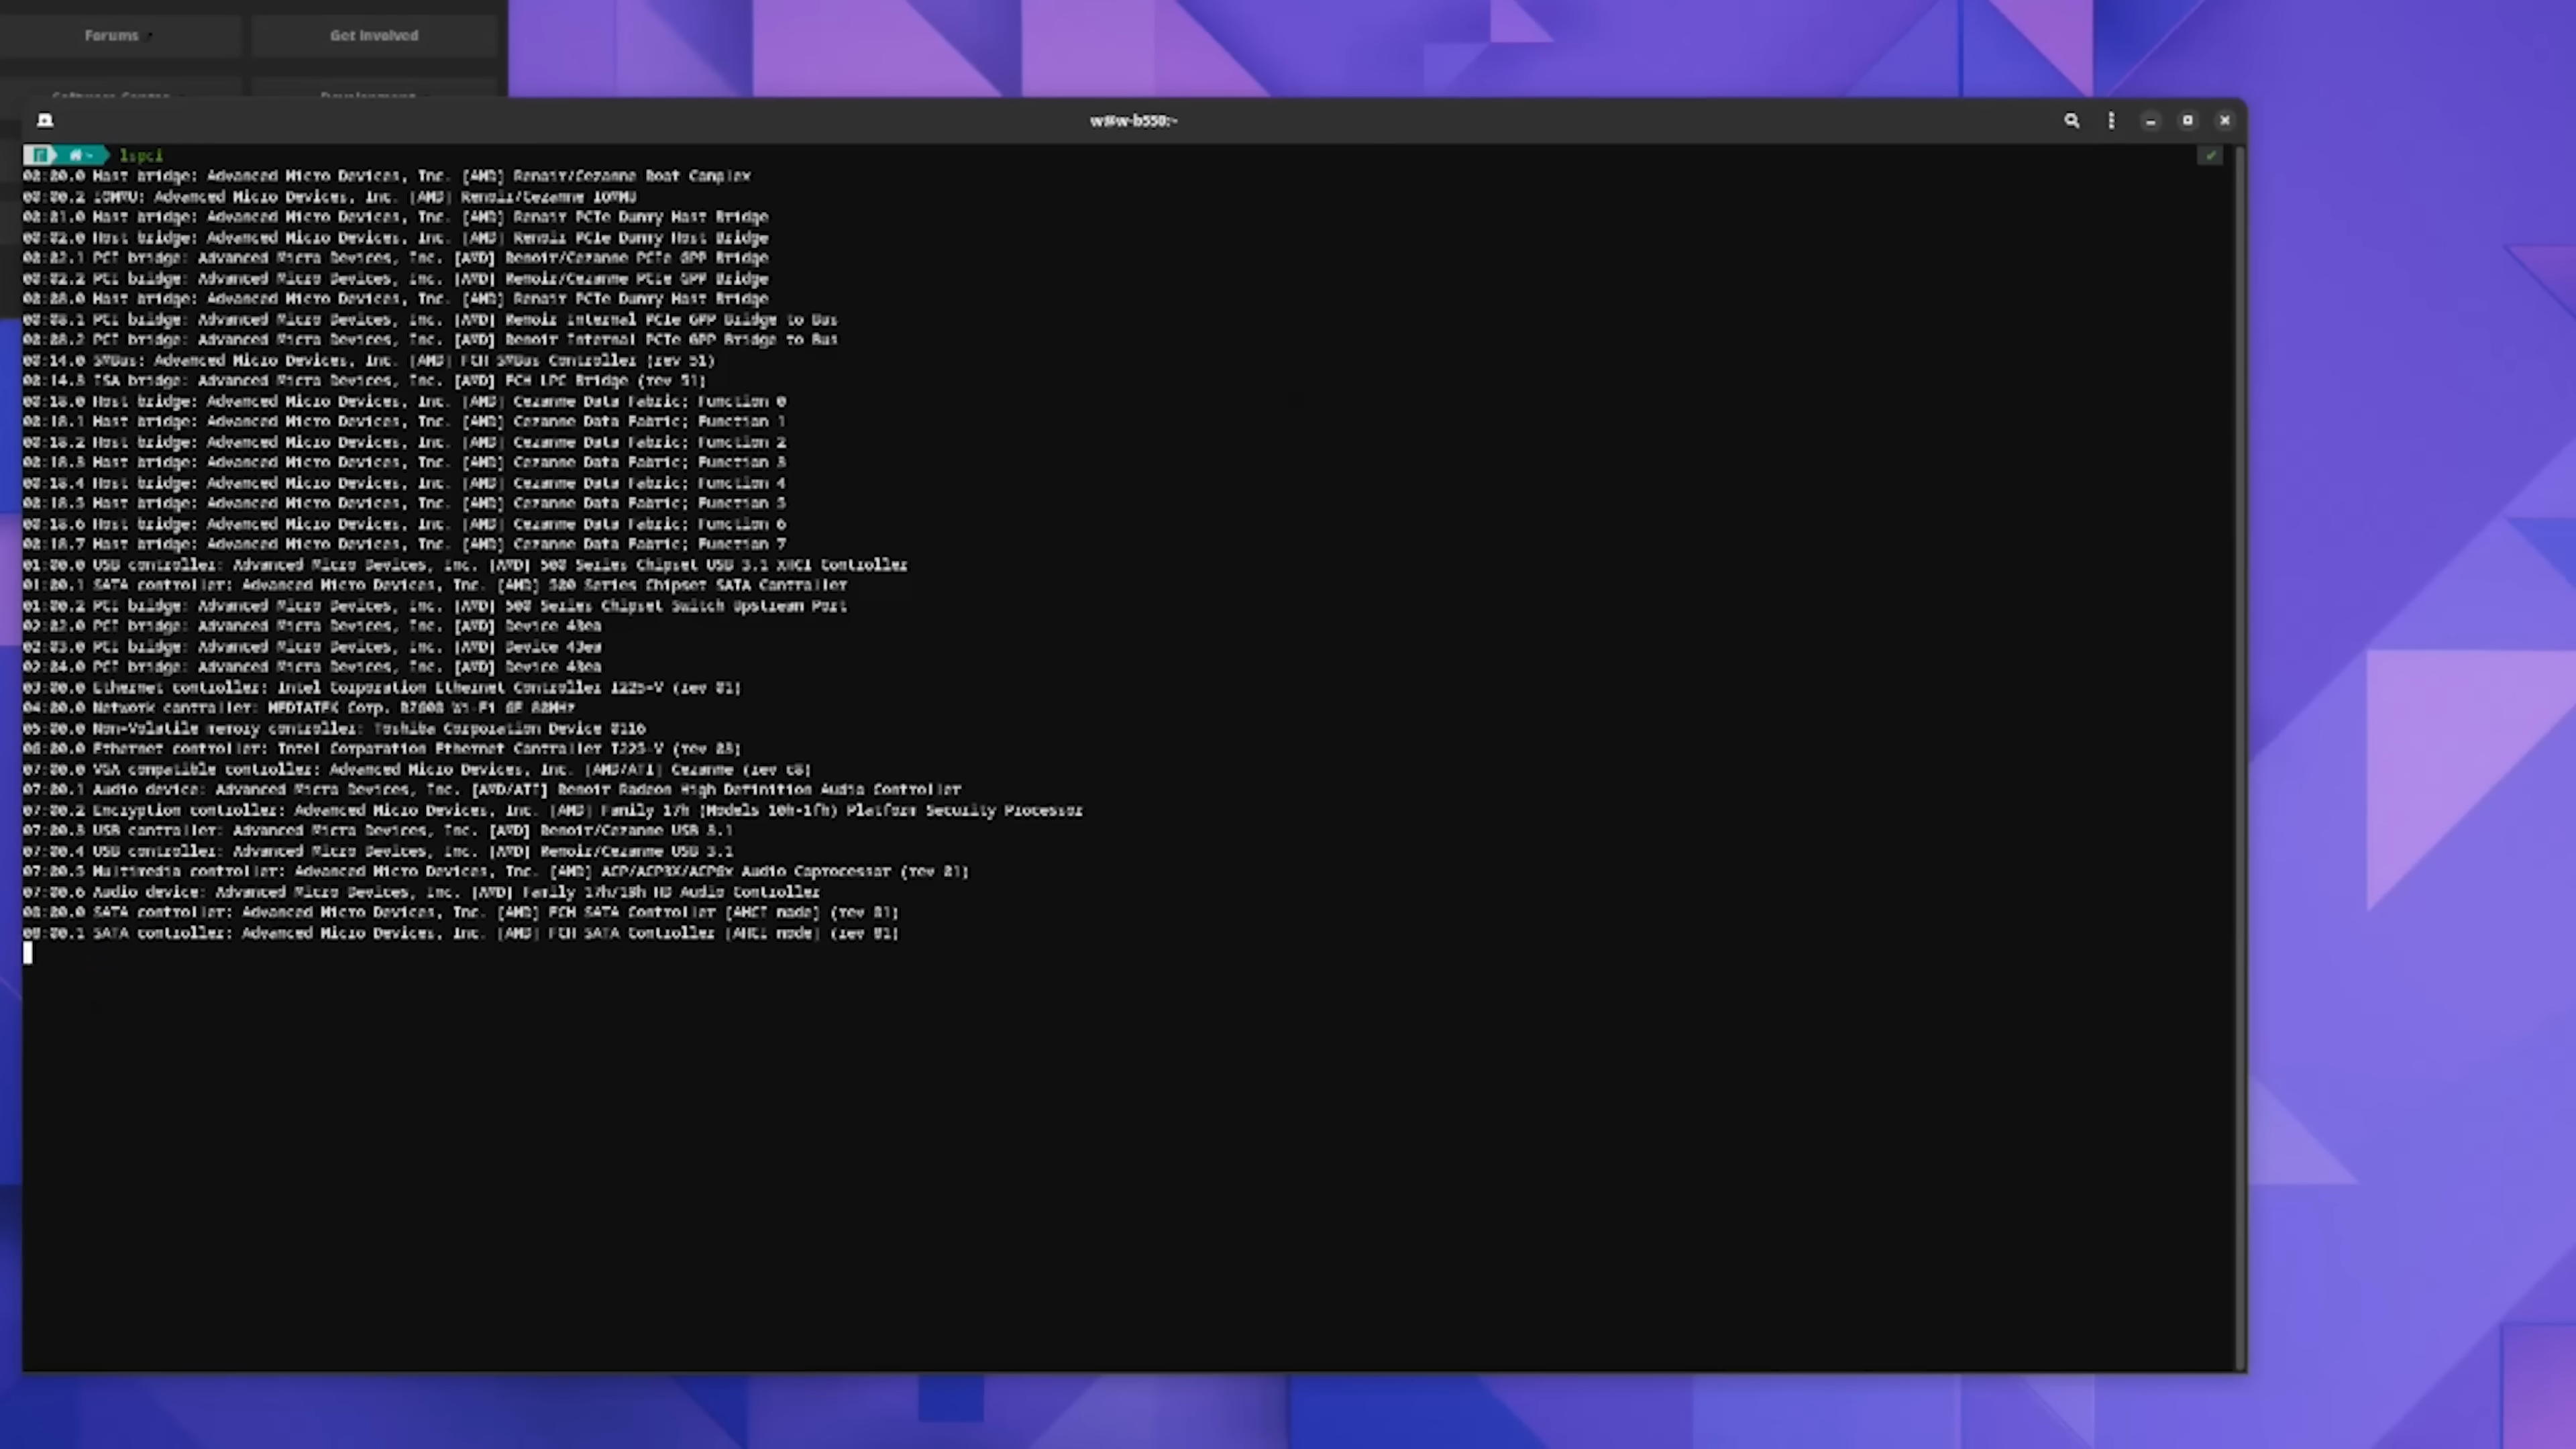 Forums
Get Involved
Software Center
Development
w@w-b550:~
lspci
00:00.0 Host bridge: Advanced Micro Devices, Inc. [AMD] Renoir/Cezanne Root Complex
00:00.2 IOMMU: Advanced Micro Devices, Inc. [AMD] Renoir/Cezanne IOMMU
00:01.0 Host bridge: Advanced Micro Devices, Inc. [AMD] Renoir PCIe Dummy Host Bridge
00:02.0 Host bridge: Advanced Micro Devices, Inc. [AMD] Renoir PCIe Dummy Host Bridge
00:02.1 PCI bridge: Advanced Micro Devices, Inc. [AMD] Renoir/Cezanne PCIe GPP Bridge
00:02.2 PCI bridge: Advanced Micro Devices, Inc. [AMD] Renoir/Cezanne PCIe GPP Bridge
00:08.0 Host bridge: Advanced Micro Devices, Inc. [AMD] Renoir PCIe Dummy Host Bridge
00:08.1 PCI bridge: Advanced Micro Devices, Inc. [AMD] Renoir Internal PCIe GPP Bridge to Bus
00:08.2 PCI bridge: Advanced Micro Devices, Inc. [AMD] Renoir Internal PCIe GPP Bridge to Bus
00:14.0 SMBus: Advanced Micro Devices, Inc. [AMD] FCH SMBus Controller (rev 51)
00:14.3 ISA bridge: Advanced Micro Devices, Inc. [AMD] FCH LPC Bridge (rev 51)
00:18.0 Host bridge: Advanced Micro Devices, Inc. [AMD] Cezanne Data Fabric; Function 0
00:18.1 Host bridge: Advanced Micro Devices, Inc. [AMD] Cezanne Data Fabric; Function 1
00:18.2 Host bridge: Advanced Micro Devices, Inc. [AMD] Cezanne Data Fabric; Function 2
00:18.3 Host bridge: Advanced Micro Devices, Inc. [AMD] Cezanne Data Fabric; Function 3
00:18.4 Host bridge: Advanced Micro Devices, Inc. [AMD] Cezanne Data Fabric; Function 4
00:18.5 Host bridge: Advanced Micro Devices, Inc. [AMD] Cezanne Data Fabric; Function 5
00:18.6 Host bridge: Advanced Micro Devices, Inc. [AMD] Cezanne Data Fabric; Function 6
00:18.7 Host bridge: Advanced Micro Devices, Inc. [AMD] Cezanne Data Fabric; Function 7
01:00.0 USB controller: Advanced Micro Devices, Inc. [AMD] 500 Series Chipset USB 3.1 XHCI Controller
01:00.1 SATA controller: Advanced Micro Devices, Inc. [AMD] 500 Series Chipset SATA Controller
01:00.2 PCI bridge: Advanced Micro Devices, Inc. [AMD] 500 Series Chipset Switch Upstream Port
02:02.0 PCI bridge: Advanced Micro Devices, Inc. [AMD] Device 43ea
02:03.0 PCI bridge: Advanced Micro Devices, Inc. [AMD] Device 43ea
02:04.0 PCI bridge: Advanced Micro Devices, Inc. [AMD] Device 43ea
03:00.0 Ethernet controller: Intel Corporation Ethernet Controller I225-V (rev 01)
04:00.0 Network controller: MEDIATEK Corp. RZ608 Wi-Fi 6E 80MHz
05:00.0 Non-Volatile memory controller: Toshiba Corporation Device 0116
06:00.0 Ethernet controller: Intel Corporation Ethernet Controller I225-V (rev 03)
07:00.0 VGA compatible controller: Advanced Micro Devices, Inc. [AMD/ATI] Cezanne (rev c8)
07:00.1 Audio device: Advanced Micro Devices, Inc. [AMD/ATI] Renoir Radeon High Definition Audio Controller
07:00.2 Encryption controller: Advanced Micro Devices, Inc. [AMD] Family 17h (Models 10h-1fh) Platform Security Processor
07:00.3 USB controller: Advanced Micro Devices, Inc. [AMD] Renoir/Cezanne USB 3.1
07:00.4 USB controller: Advanced Micro Devices, Inc. [AMD] Renoir/Cezanne USB 3.1
07:00.5 Multimedia controller: Advanced Micro Devices, Inc. [AMD] ACP/ACP3X/ACP6x Audio Coprocessor (rev 01)
07:00.6 Audio device: Advanced Micro Devices, Inc. [AMD] Family 17h/19h HD Audio Controller
08:00.0 SATA controller: Advanced Micro Devices, Inc. [AMD] FCH SATA Controller [AHCI mode] (rev 81)
08:00.1 SATA controller: Advanced Micro Devices, Inc. [AMD] FCH SATA Controller [AHCI mode] (rev 81)